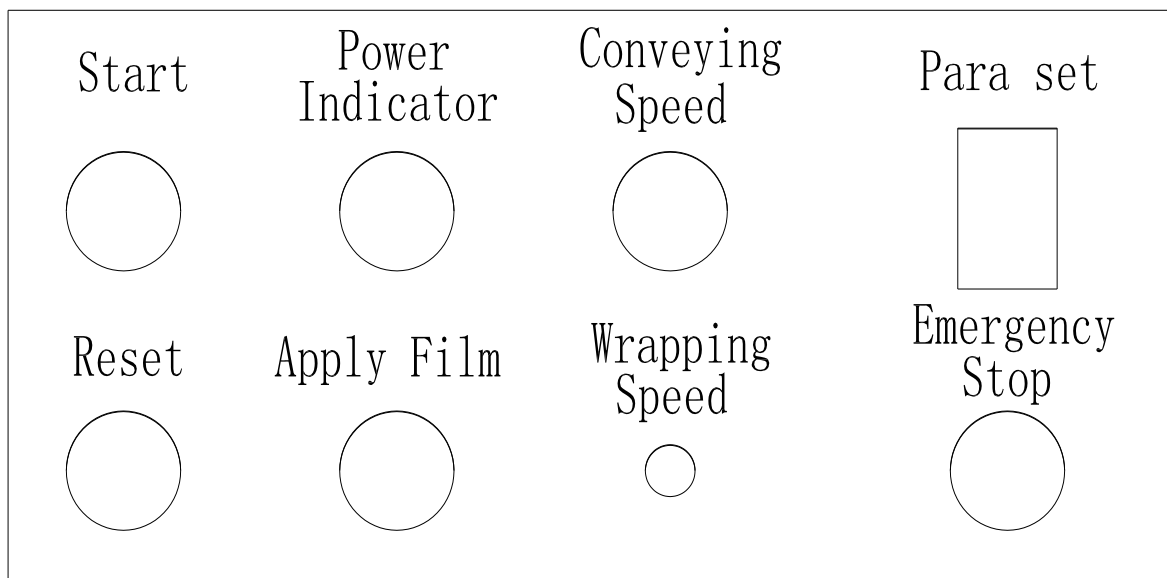 Start
Power
Indicator
Conveying
Speed
Para set
Reset
Apply Film
Wrapping
Speed
Emergency
Stop